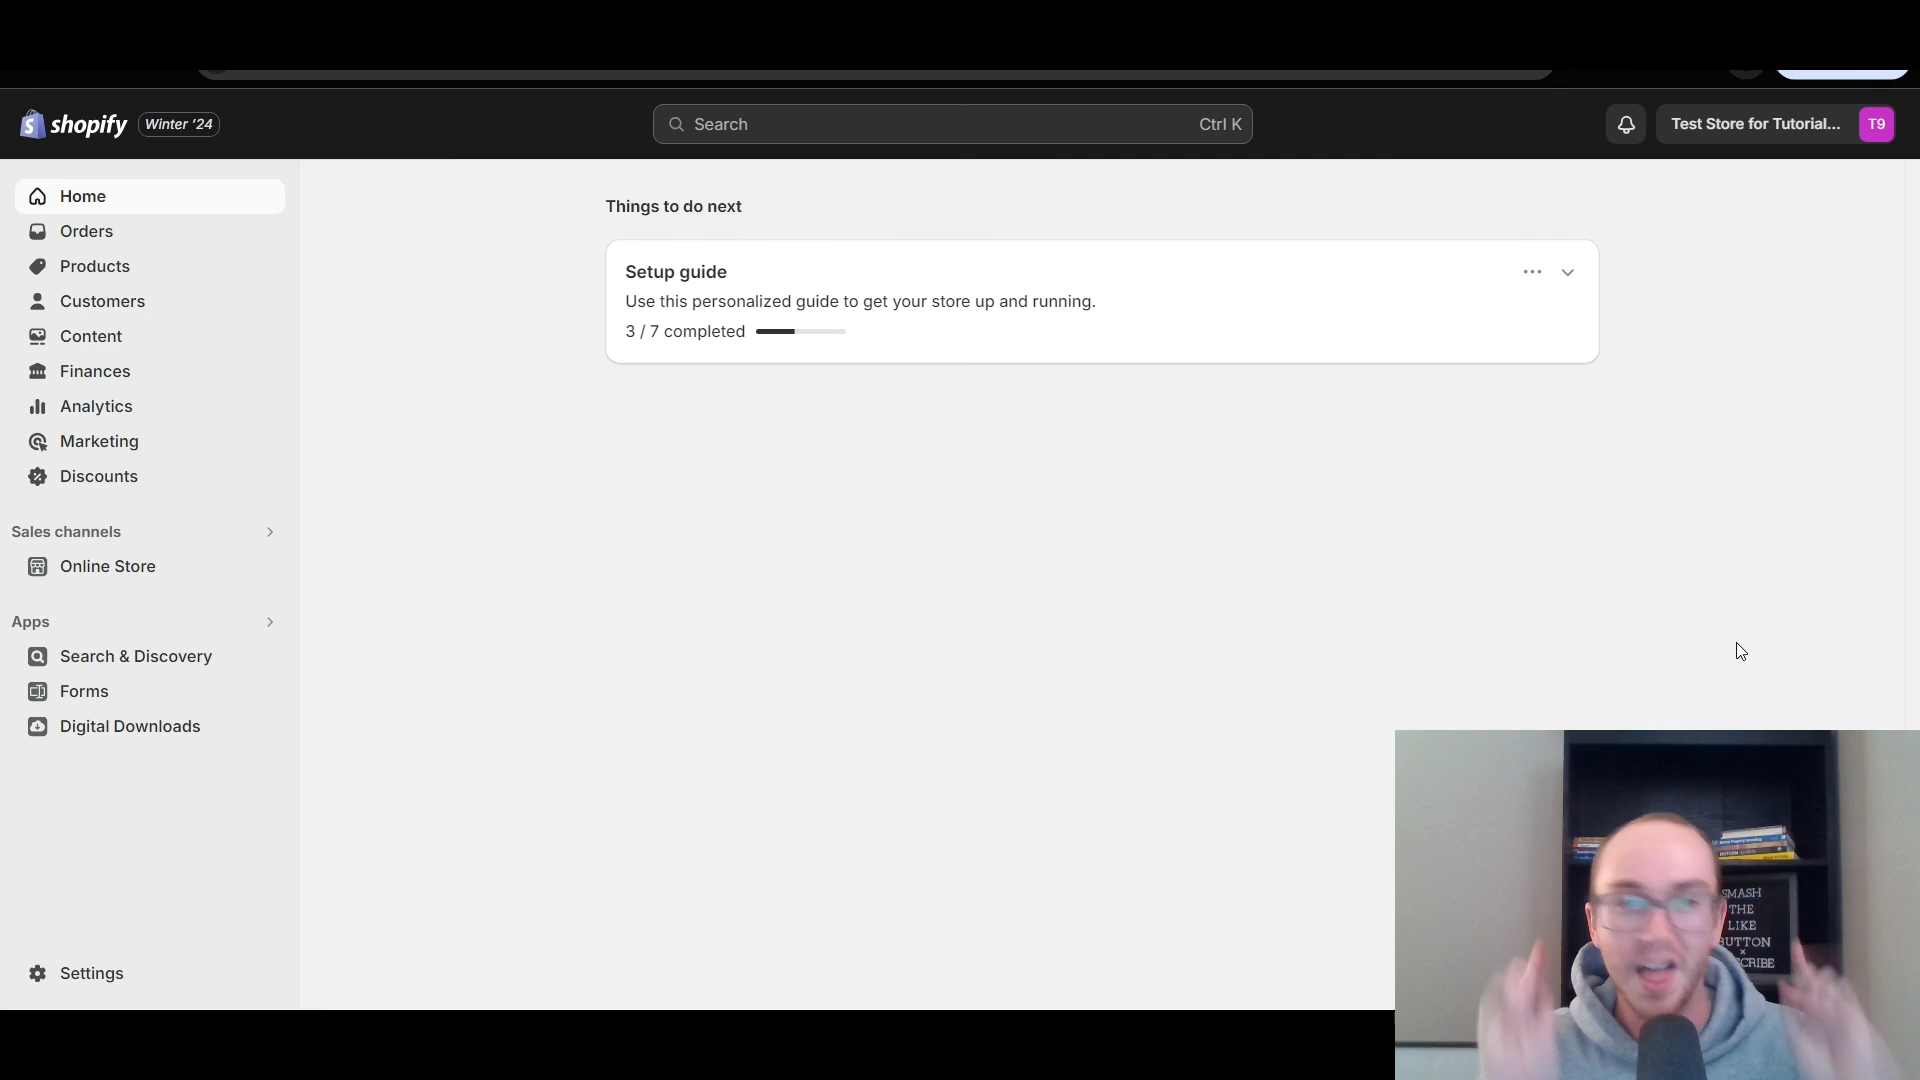 shopify
Winter '24
Search
Ctrl K
Test Store for Tutorial...
T9
Home
Orders
Products
Customers
Content
Finances
Analytics
Marketing
Discounts
Sales channels
Online Store
Apps
Search & Discovery
Forms
Digital Downloads
Settings
Things to do next
Setup guide
Use this personalized guide to get your store up and running.
3 / 7 completed
SMASH
THE
LIKE
BUTTON